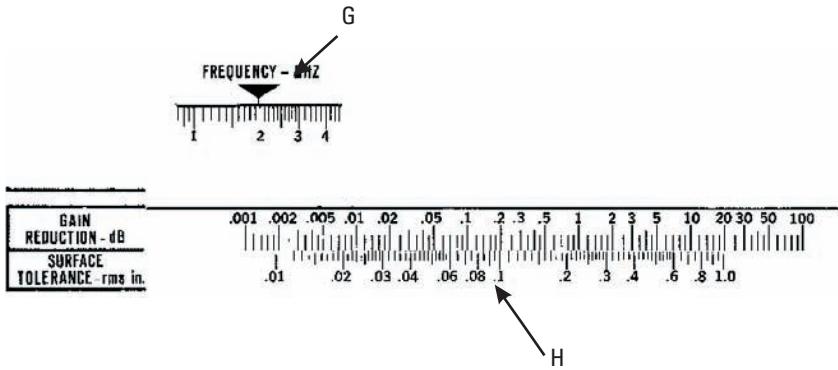 G
FREQUENCY - GHZ
1 2 3 4
GAIN REDUCTION - dB
.001 .002 .005 .01 .02 .05 .1 .2 .3 .5 1 2 3 5 10 20 30 50 100
SURFACE TOLERANCE - rms in.
.01 .02 .03 .04 .06 .08 .1 .2 .3 .4 .6 .8 1.0
H